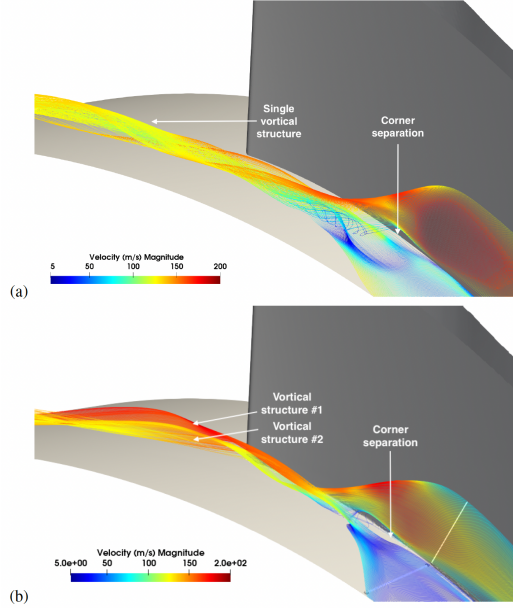 Single
vortical
structure
Corner
separation
Velocity (m/s) Magnitude
5 50 100 150 200
(a)
Vortical
structure #1
Vortical
structure #2
Corner
separation
Velocity (m/s) Magnitude
5.0e+00 50 100 150 2.0e+02
(b)